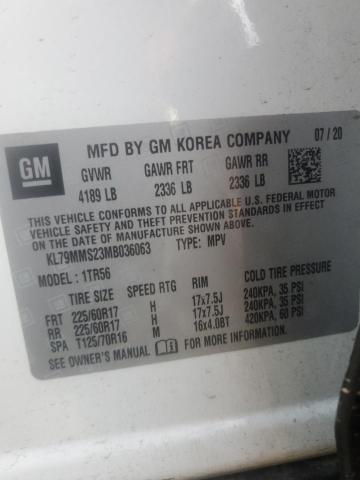 GM
MFD BY GM KOREA COMPANY 07/20
GVWR GAWR FRT GAWR RR
4189 LB 2336 LB 2336 LB
THIS VEHICLE CONFORMS TO ALL APPLICABLE U.S. FEDERAL MOTOR
VEHICLE SAFETY AND THEFT PREVENTION STANDARDS IN EFFECT ON
THE DATE OF MANUFACTURE SHOWN ABOVE.
KL79MMS23MB036063 TYPE: MPV
MODEL: 1TR56
TIRE SIZE SPEED RTG RIM COLD TIRE PRESSURE
FRT 225/60R17 H 17x7.5J 240KPA, 35 PSI
RR 225/60R17 H 17x7.5J 240KPA, 35 PSI
SPA T125/70R16 M 16x4.0BT 420KPA, 60 PSI
SEE OWNER'S MANUAL FOR MORE INFORMATION.